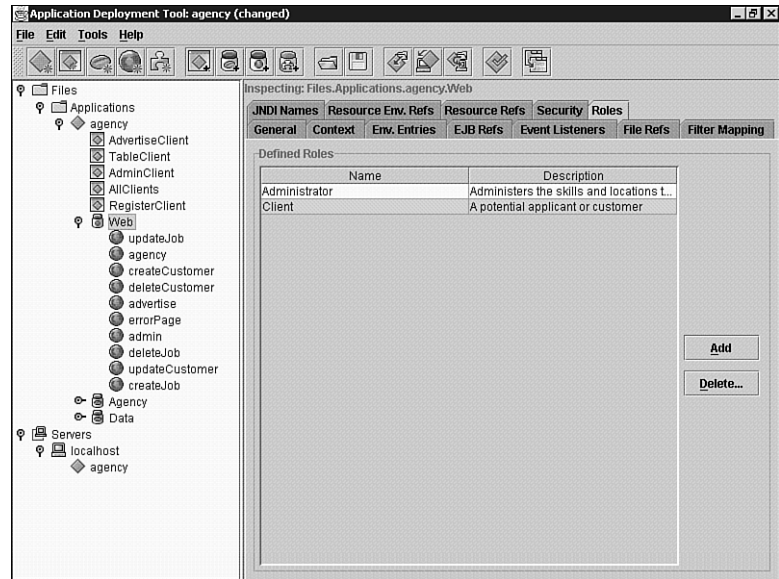 Application Deployment Tool: agency (changed)
File Edit Tools Help
Files
Applications
agency
AdvertiseClient
TableClient
AdminClient
AllClients
RegisterClient
Web
updateJob
agency
createCustomer
deleteCustomer
advertise
errorPage
admin
deleteJob
updateCustomer
createJob
Agency
Data
Servers
localhost
agency
Inspecting: Files.Applications.agency.Web
JNDI Names Resource Env. Refs Resource Refs Security Roles
General Context Env. Entries EJB Refs Event Listeners File Refs Filter Mapping
Defined Roles
Name Description
Administrator Administers the skills and locations t...
Client A potential applicant or customer
Add
Delete...